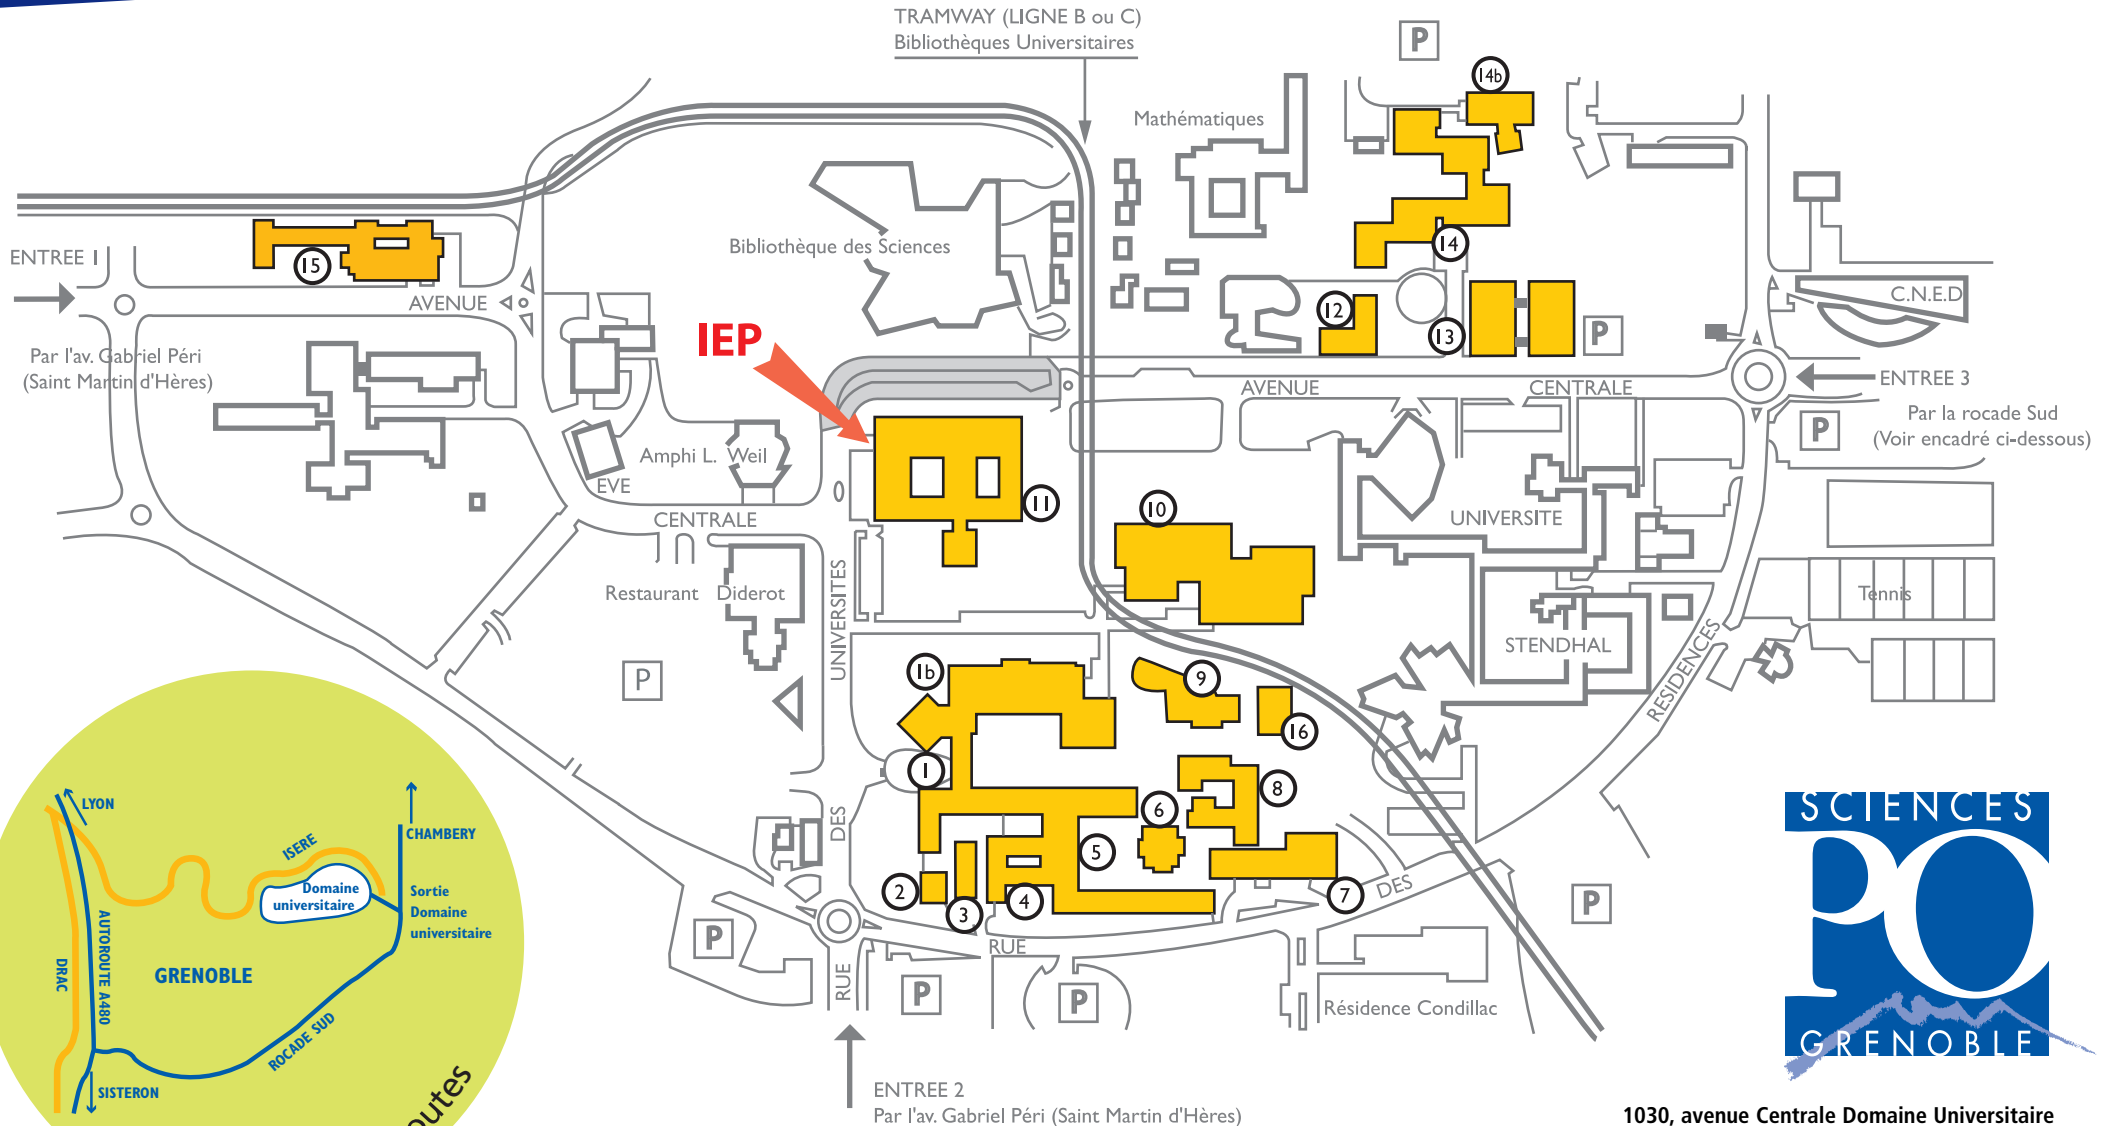 TRAMWAY (LIGNE B ou C)
Bibliothèques Universitaires
P
14b
Mathématiques
ENTREE 1
15
AVENUE
Bibliothèque des Sciences
14
12
13
P
C.N.E.D
IEP
Par l'av. Gabriel Péri
(Saint Martin d'Hères)
AVENUE
CENTRALE
ENTREE 3
Par la rocade Sud
(Voir encadré ci-dessous)
P
Amphi L. Weil
EVE
11
10
CENTRALE
UNIVERSITE
Restaurant Diderot
UNIVERSITES
Tennis
STENDHAL
RESIDENCES
P
1b
9
16
1
8
6
DES
5
2
3
4
7
DES
P
P
RUE
RUE
P
P
Résidence Condillac
ENTREE 2
Par l'av. Gabriel Péri (Saint Martin d'Hères)
LYON
CHAMBERY
ISERE
Domaine
universitaire
Sortie
Domaine
universitaire
AUTOROUTE A480
DRAC
GRENOBLE
ROCADE SUD
SISTERON
outes
SCIENCES
PO
GRENOBLE
1030, avenue Centrale Domaine Universitaire